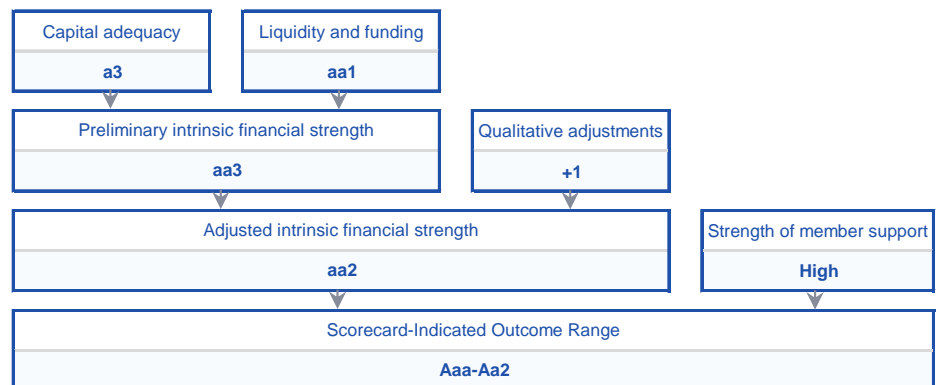 Capital adequacy
a3
Liquidity and funding
aa1
Preliminary intrinsic financial strength
aa3
Qualitative adjustments
+1
Adjusted intrinsic financial strength
aa2
Strength of member support
High
Scorecard-Indicated Outcome Range
Aaa-Aa2